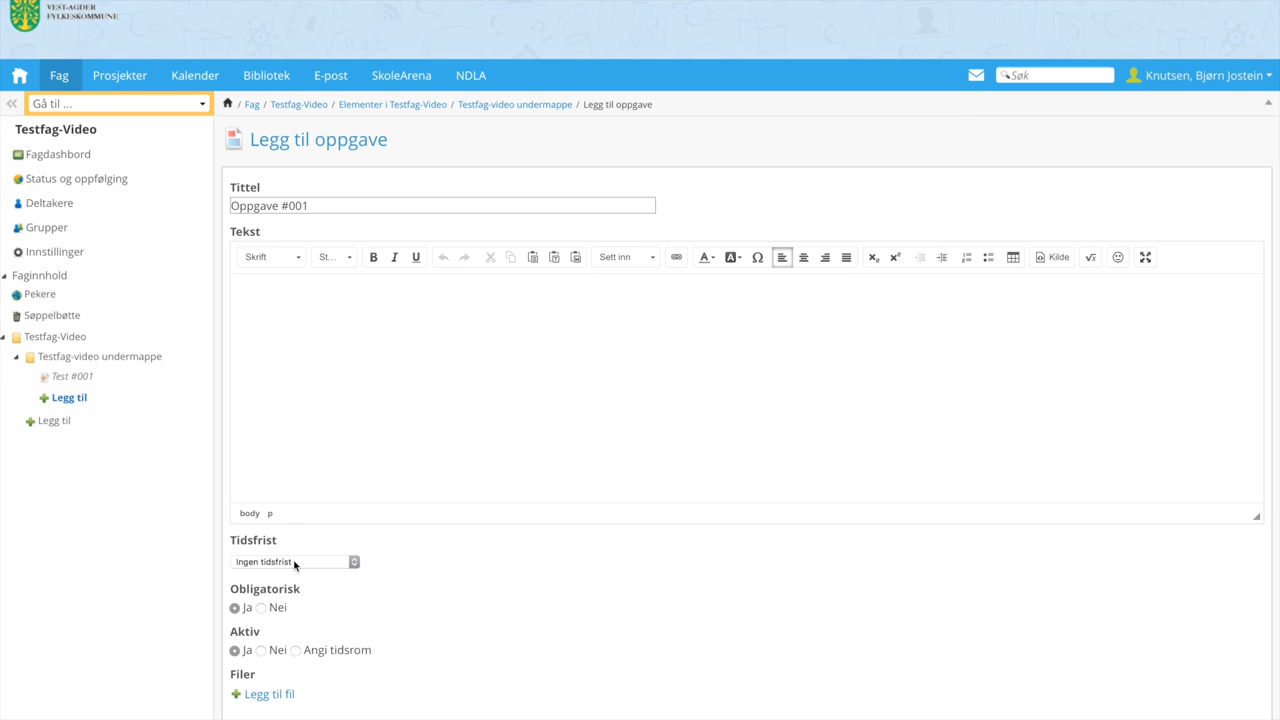 VEST-AGDER
FYLKESKOMMUNE
Fag Prosjekter Kalender Bibliotek E-post SkoleArena NDLA Søk Knutsen, Bjørn Jostein
Gå til ...
/ Fag / Testfag-Video / Elementer i Testfag-Video / Testfag-video undermappe / Legg til oppgave
Testfag-Video
Fagdashbord
Status og oppfølging
Deltakere
Grupper
Innstillinger
Faginnhold
Pekere
Søppelbøtte
Testfag-Video
Testfag-video undermappe
Test #001
Legg til
Legg til
Legg til oppgave
Tittel
Oppgave #001
Tekst
Skrift St... B I U Sett inn A A Ω x₂ x² Kilde √x
body p
Tidsfrist
Ingen tidsfrist
Obligatorisk
Ja Nei
Aktiv
Ja Nei Angi tidsrom
Filer
Legg til fil